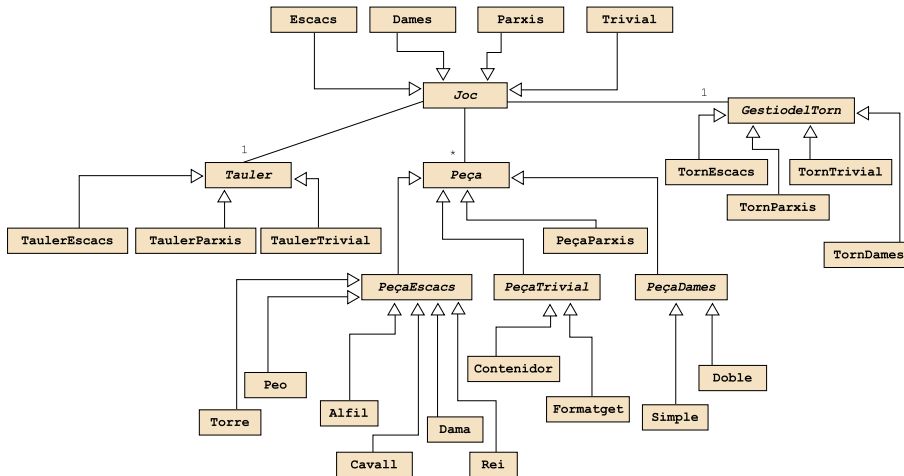 Escacs
Dames
Parxis
Trivial
Joc
1
GestiodelTorn
1
*
Tauler
Peça
TornEscacs
TornTrivial
TornParxis
TaulerEscacs
TaulerParxis
TaulerTrivial
PeçaParxis
TornDames
PeçaEscacs
PeçaTrivial
PeçaDames
Contenidor
Doble
Peo
Alfil
Formatget
Simple
Torre
Dama
Cavall
Rei